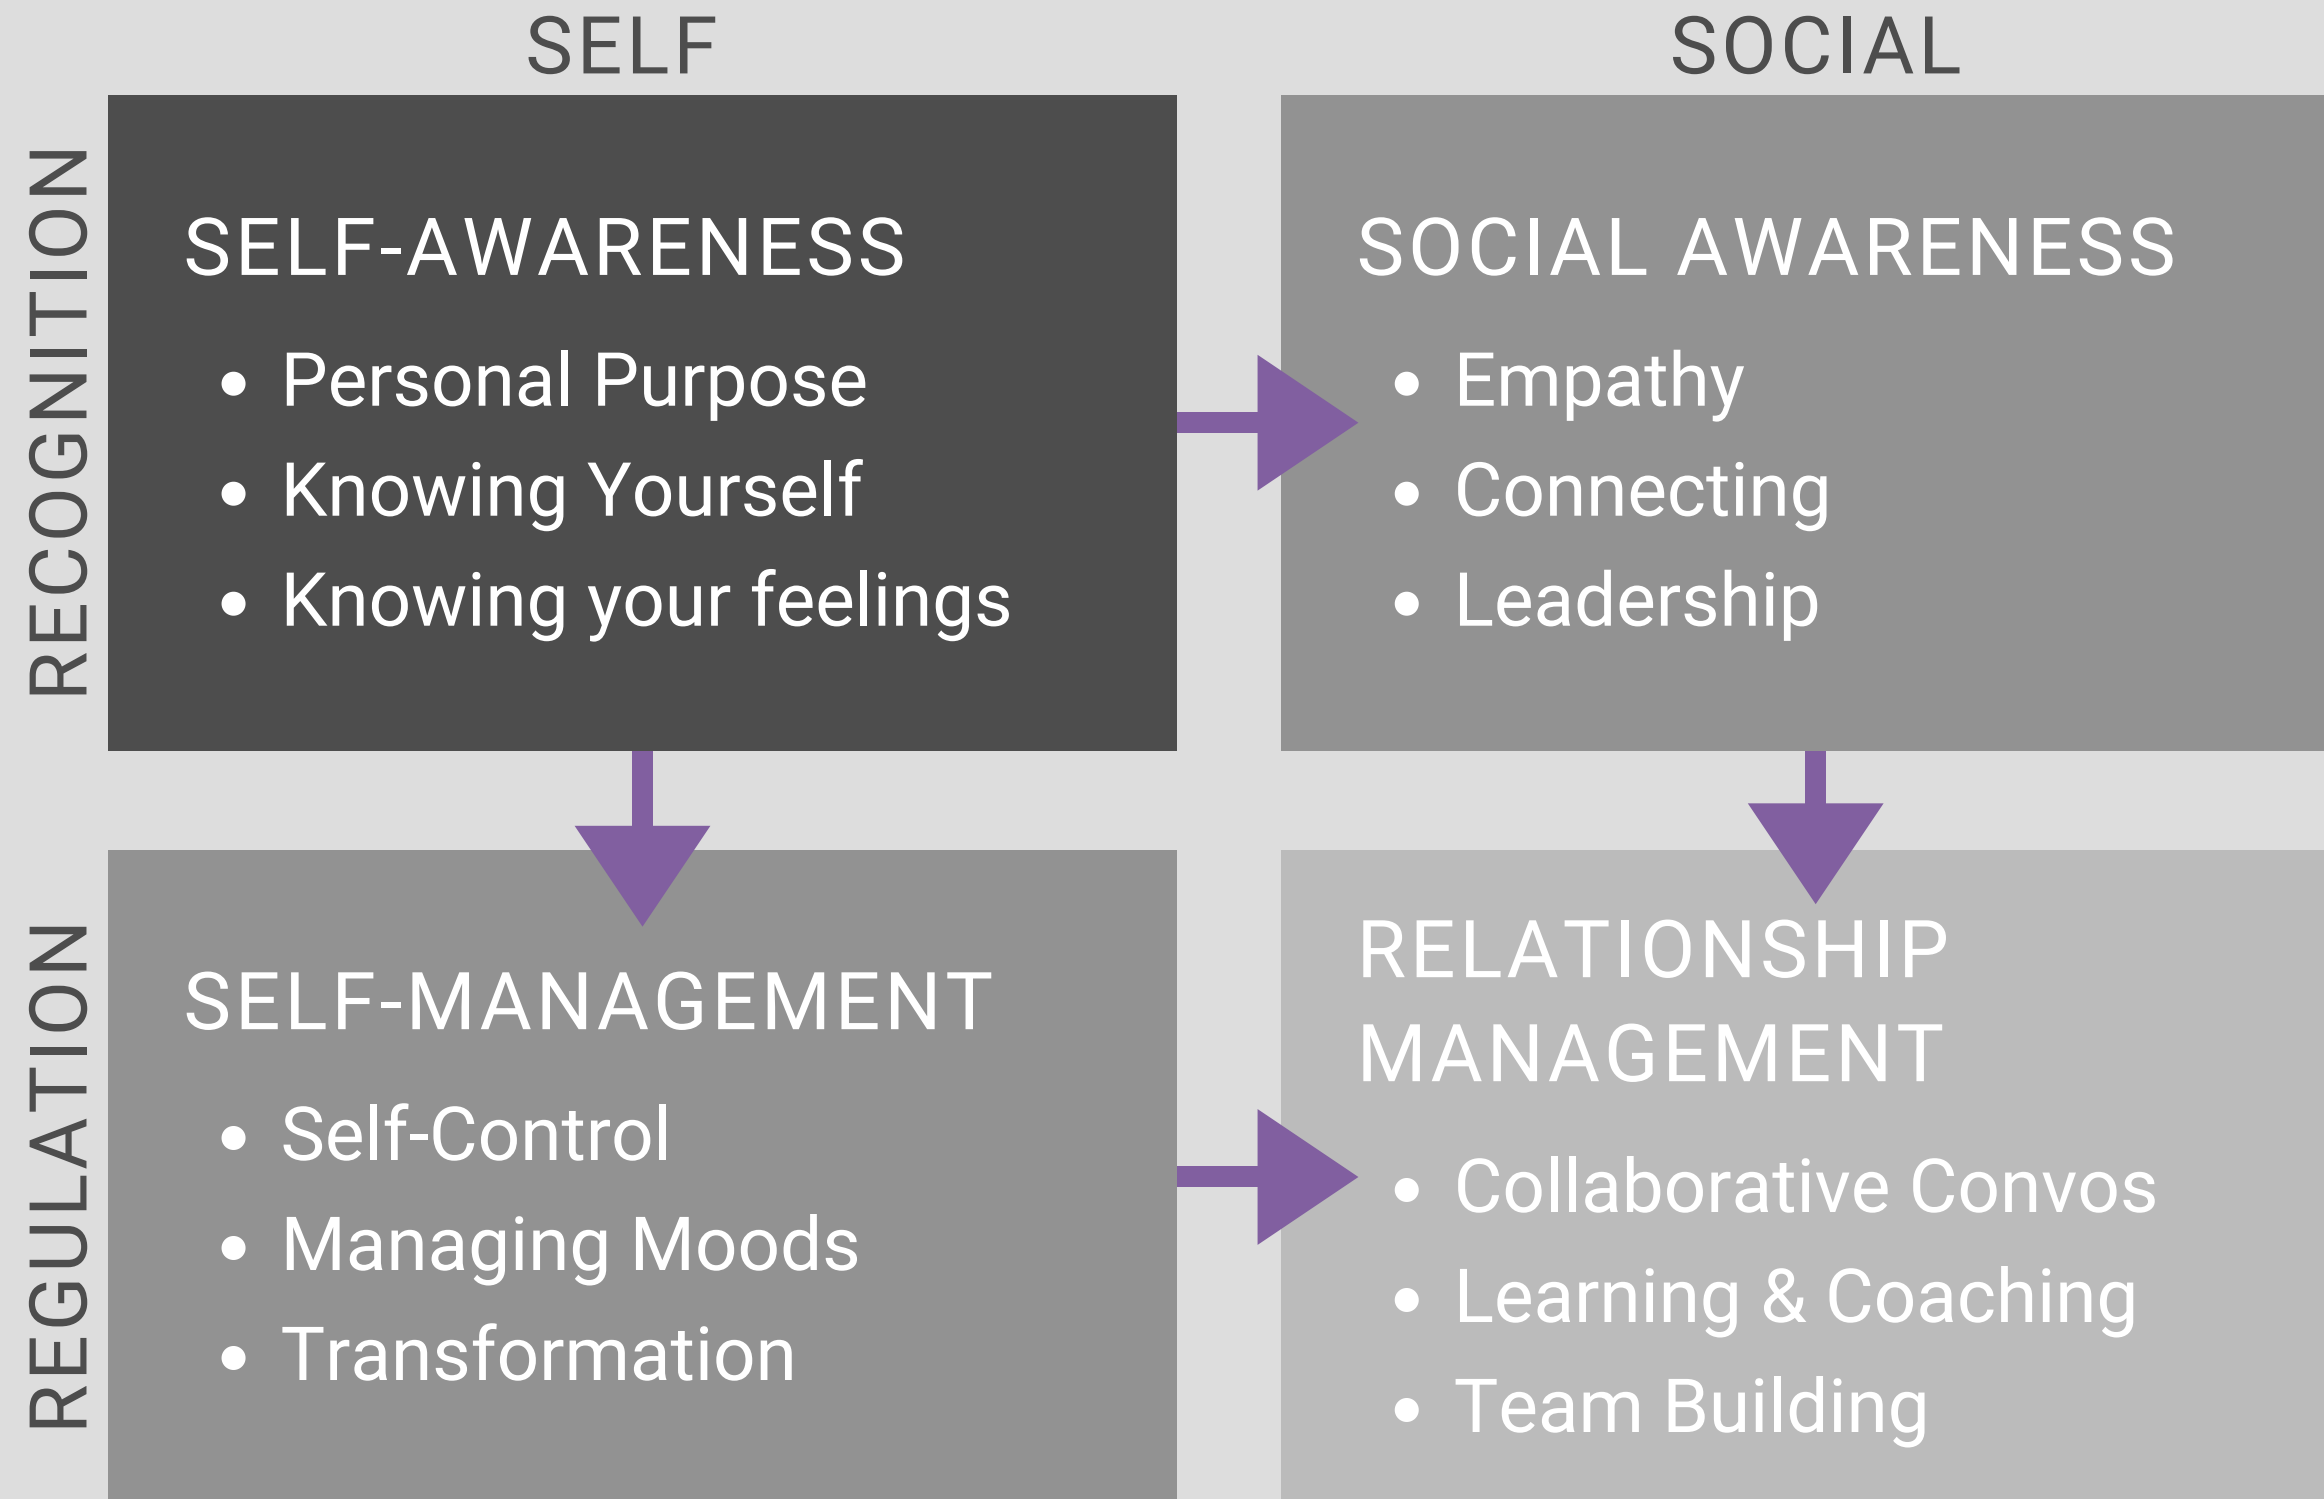 SELF
SOCIAL
RECOGNITION
SELF-AWARENESS
• Personal Purpose
• Knowing Yourself
• Knowing your feelings
SOCIAL AWARENESS
• Empathy
• Connecting
• Leadership
REGULATION
SELF-MANAGEMENT
• Self-Control
• Managing Moods
• Transformation
RELATIONSHIP
MANAGEMENT
• Collaborative Convos
• Learning & Coaching
• Team Building